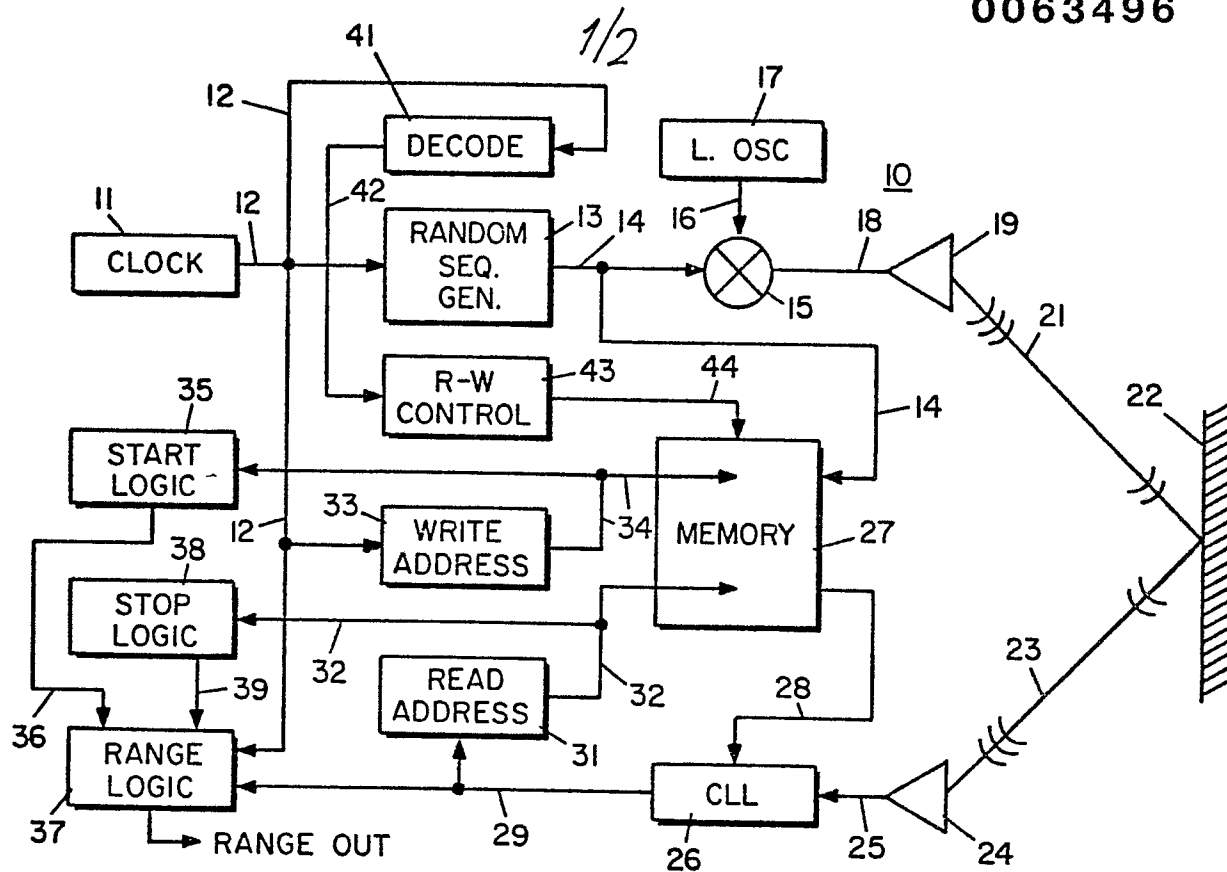 0063496
1/2
41
17
12
DECODE
L. OSC
10
11
12
42
13
14
16
18
19
CLOCK
RANDOM
SEQ.
GEN.
15
21
43
44
R-W
CONTROL
14
22
35
START
LOGIC
12
33
34
WRITE
ADDRESS
MEMORY
27
38
STOP
LOGIC
32
39
READ
ADDRESS
32
31
28
23
36
RANGE
LOGIC
37
29
CLL
26
25
24
RANGE OUT